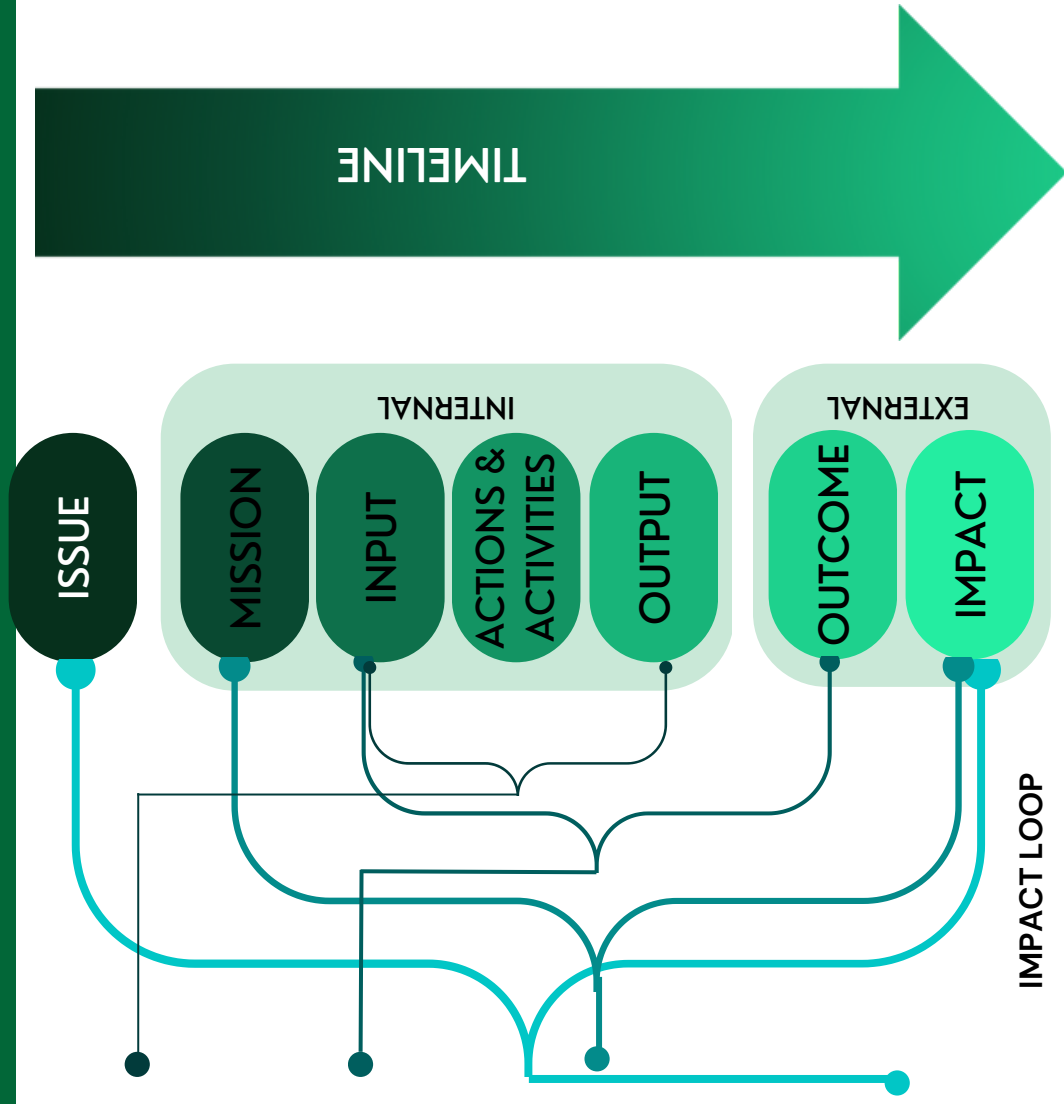 TIMELINE
INTERNAL
EXTERNAL
ISSUE
MISSION
INPUT
ACTIONS &
ACTIVITIES
OUTPUT
OUTCOME
IMPACT
IMPACT LOOP